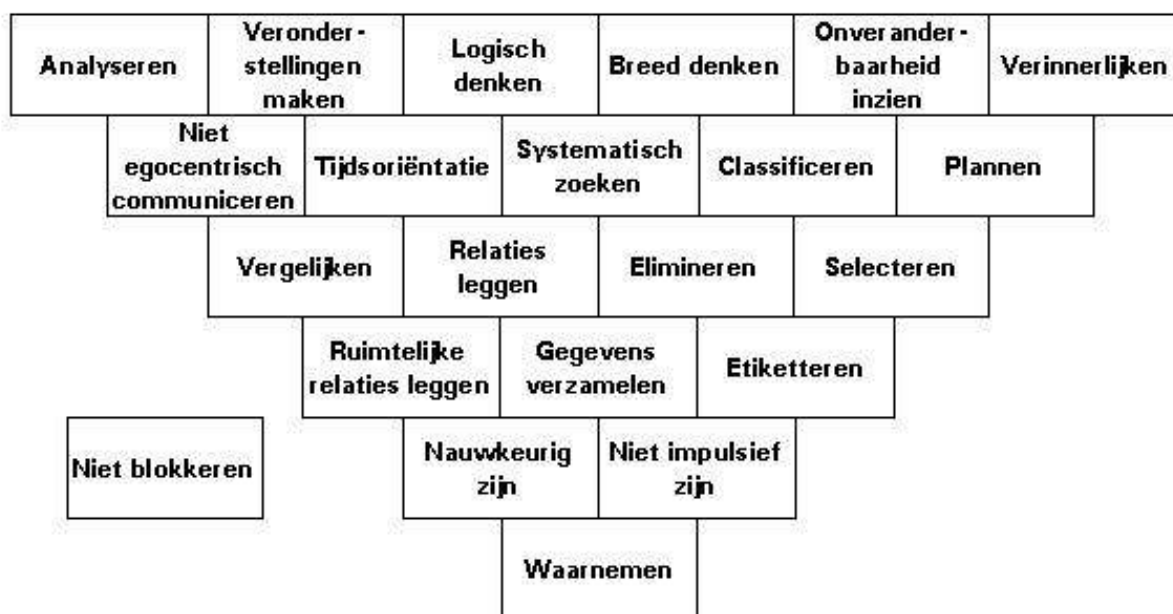 Analyseren
Veronder-
stellingen
maken
Logisch
denken
Breed denken
Onverander-
baarheid
inzien
Verinnerlijken
Niet
egocentrisch
communiceren
Tijdsoriëntatie
Systematisch
zoeken
Classificeren
Plannen
Vergelijken
Relaties
leggen
Elimineren
Selecteren
Ruimtelijke
relaties leggen
Gegevens
verzamelen
Etiketteren
Niet blokkeren
Nauwkeurig
zijn
Niet impulsief
zijn
Waarnemen